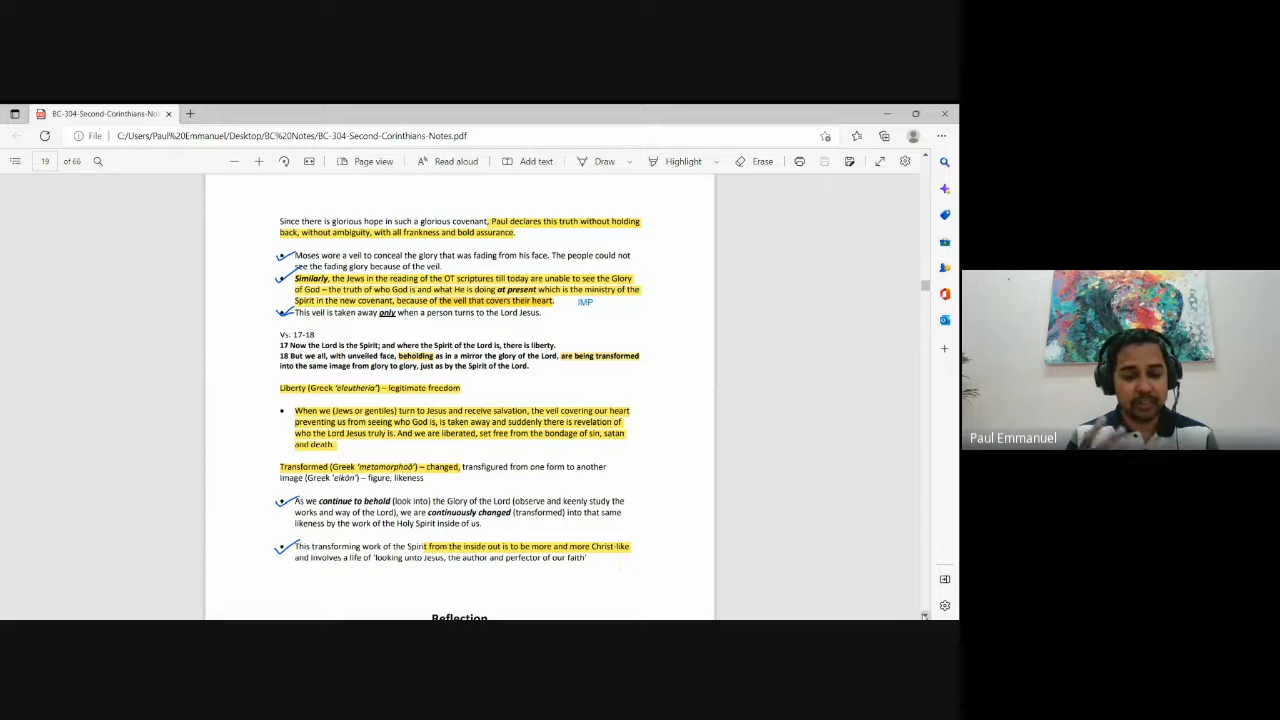 BC-304-Second-Corinthians-Not
File C:/Users/Paul%20Emmanuel/Desktop/BC%20Notes/BC-304-Second-Corinthians-Notes.pdf
19 of 66 Page view Read aloud Add text Draw Highlight Erase
Since there is glorious hope in such a glorious covenant, Paul declares this truth without holding
back, without ambiguity, with all frankness and bold assurance.
• Moses wore a veil to conceal the glory that was fading from his face. The people could not
see the fading glory because of the veil.
• Similarly, the Jews in the reading of the OT scriptures till today are unable to see the Glory
of God – the truth of who God is and what He is doing at present which is the ministry of the
Spirit in the new covenant, because of the veil that covers their heart.
IMP
• This veil is taken away only when a person turns to the Lord Jesus.
Vs: 17-18
17 Now the Lord is the Spirit; and where the Spirit of the Lord is, there is liberty.
18 But we all, with unveiled face, beholding as in a mirror the glory of the Lord, are being transformed
into the same image from glory to glory, just as by the Spirit of the Lord.
Liberty (Greek 'eleutheria') – legitimate freedom
• When we (Jews or gentiles) turn to Jesus and receive salvation, the veil covering our heart
preventing us from seeing who God is, is taken away and suddenly there is revelation of
who the Lord Jesus truly is. And we are liberated, set free from the bondage of sin, satan
and death.
Transformed (Greek 'metamorphoō') – changed, transfigured from one form to another
Image (Greek 'eikōn') – figure, likeness
• As we continue to behold (look into) the Glory of the Lord (observe and keenly study the
works and way of the Lord), we are continuously changed (transformed) into that same
likeness by the work of the Holy Spirit inside of us.
• This transforming work of the Spirit from the inside out is to be more and more Christ-like
and involves a life of 'looking unto Jesus, the author and perfector of our faith'
Reflection
Paul Emmanuel